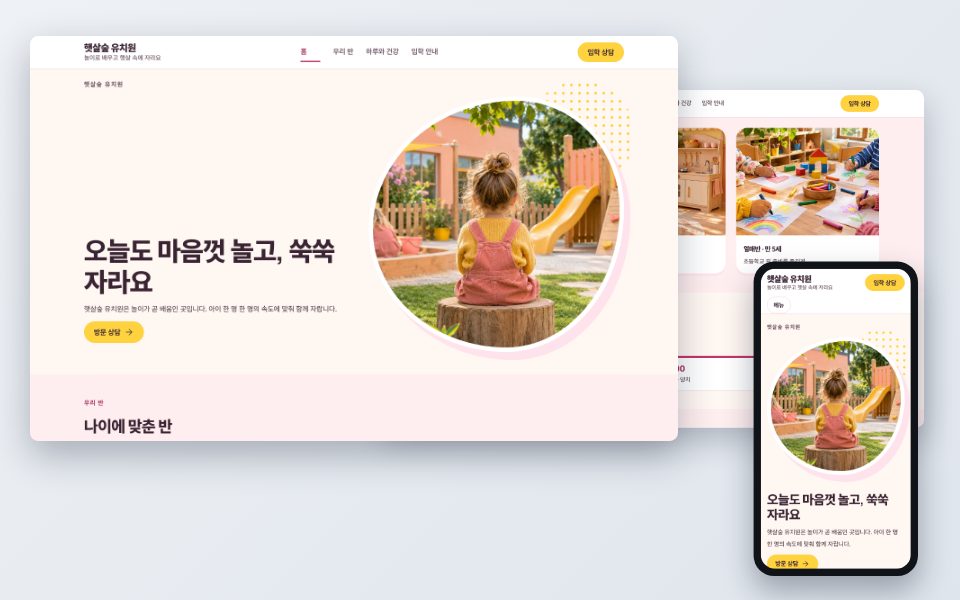 햇살숲 유치원
놀이로 배우고 햇살 속에 자라요
홈
우리 반
하루와 건강
입학 안내
입학 상담
햇살숲 유치원
오늘도 마음껏 놀고, 쑥쑥
자라요
햇살숲 유치원은 놀이가 곧 배움인 곳입니다. 아이 한 명 한 명의 속도에 맞춰 함께 자랍니다.
방문 상담 →
우리 반
나이에 맞춘 반
건강
입학 안내
입학 상담
열매반 · 만 5세
양치
햇살숲 유치원
놀이로 배우고 햇살 속에 자라요
입학 상담
메뉴
햇살숲 유치원
오늘도 마음껏 놀고, 쑥쑥
자라요
햇살숲 유치원은 놀이가 곧 배움인 곳입니다. 아이 한 명
한 명의 속도에 맞춰 함께 자랍니다.
방문 상담 →